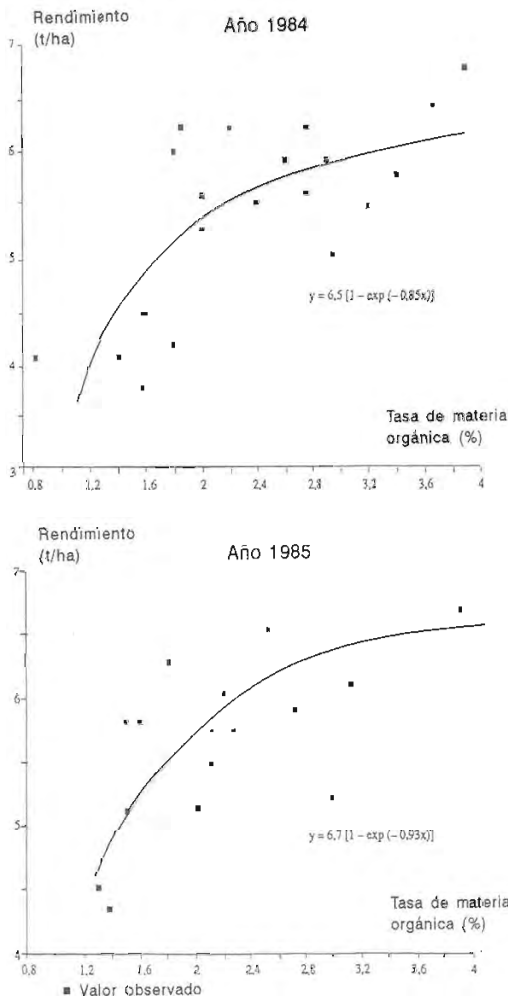 Rendimiento
(t/ha)
Año 1984
7
6
5
4
3
y = 6,5 [1 – exp (– 0,85x)]
Tasa de materia
orgánica (%)
0,8 1,2 1,6 2 2,4 2,8 3,2 3,6 4
Rendimiento
(t/ha)
Año 1985
7
6
5
4
y = 6,7 [1 – exp (– 0,93x)]
Tasa de materia
orgánica (%)
0,8 1,2 1,6 2 2,4 2,8 3,2 3,6 4
Valor observado